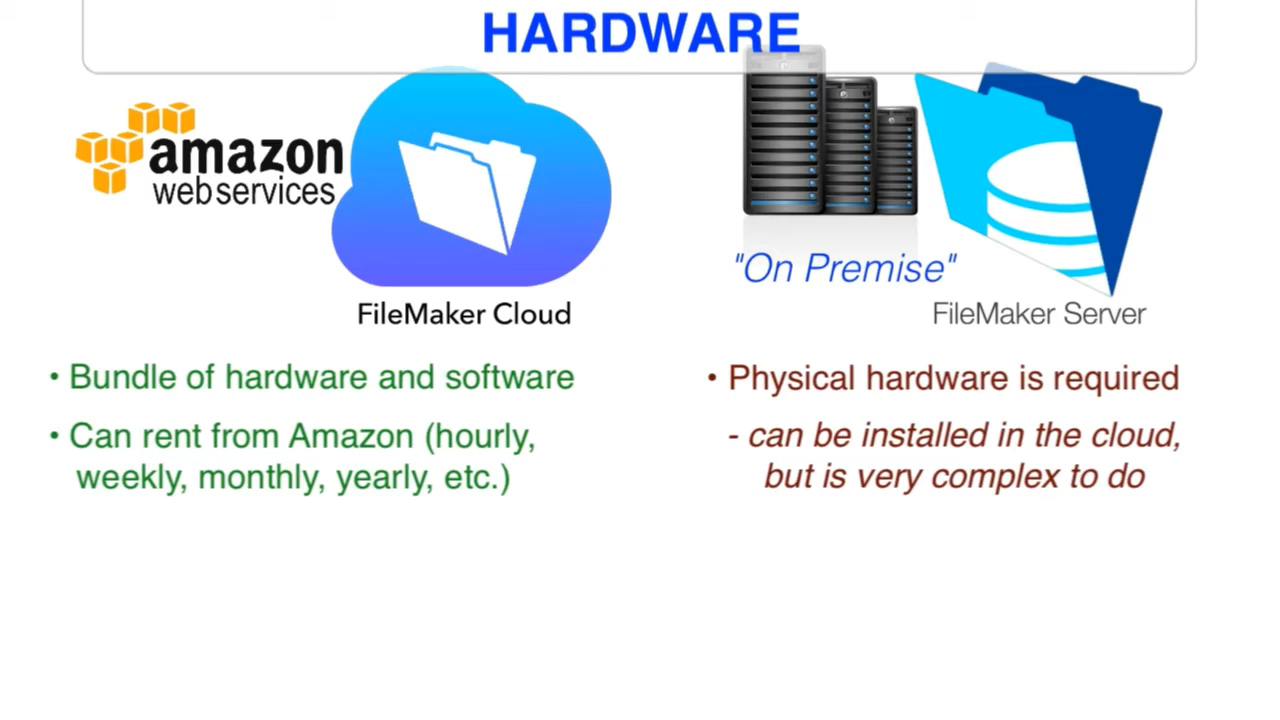 HARDWARE
amazon
webservices
FileMaker Cloud
• Bundle of hardware and software
• Can rent from Amazon (hourly,
weekly, monthly, yearly, etc.)
"On Premise"
FileMaker Server
• Physical hardware is required
- can be installed in the cloud,
but is very complex to do